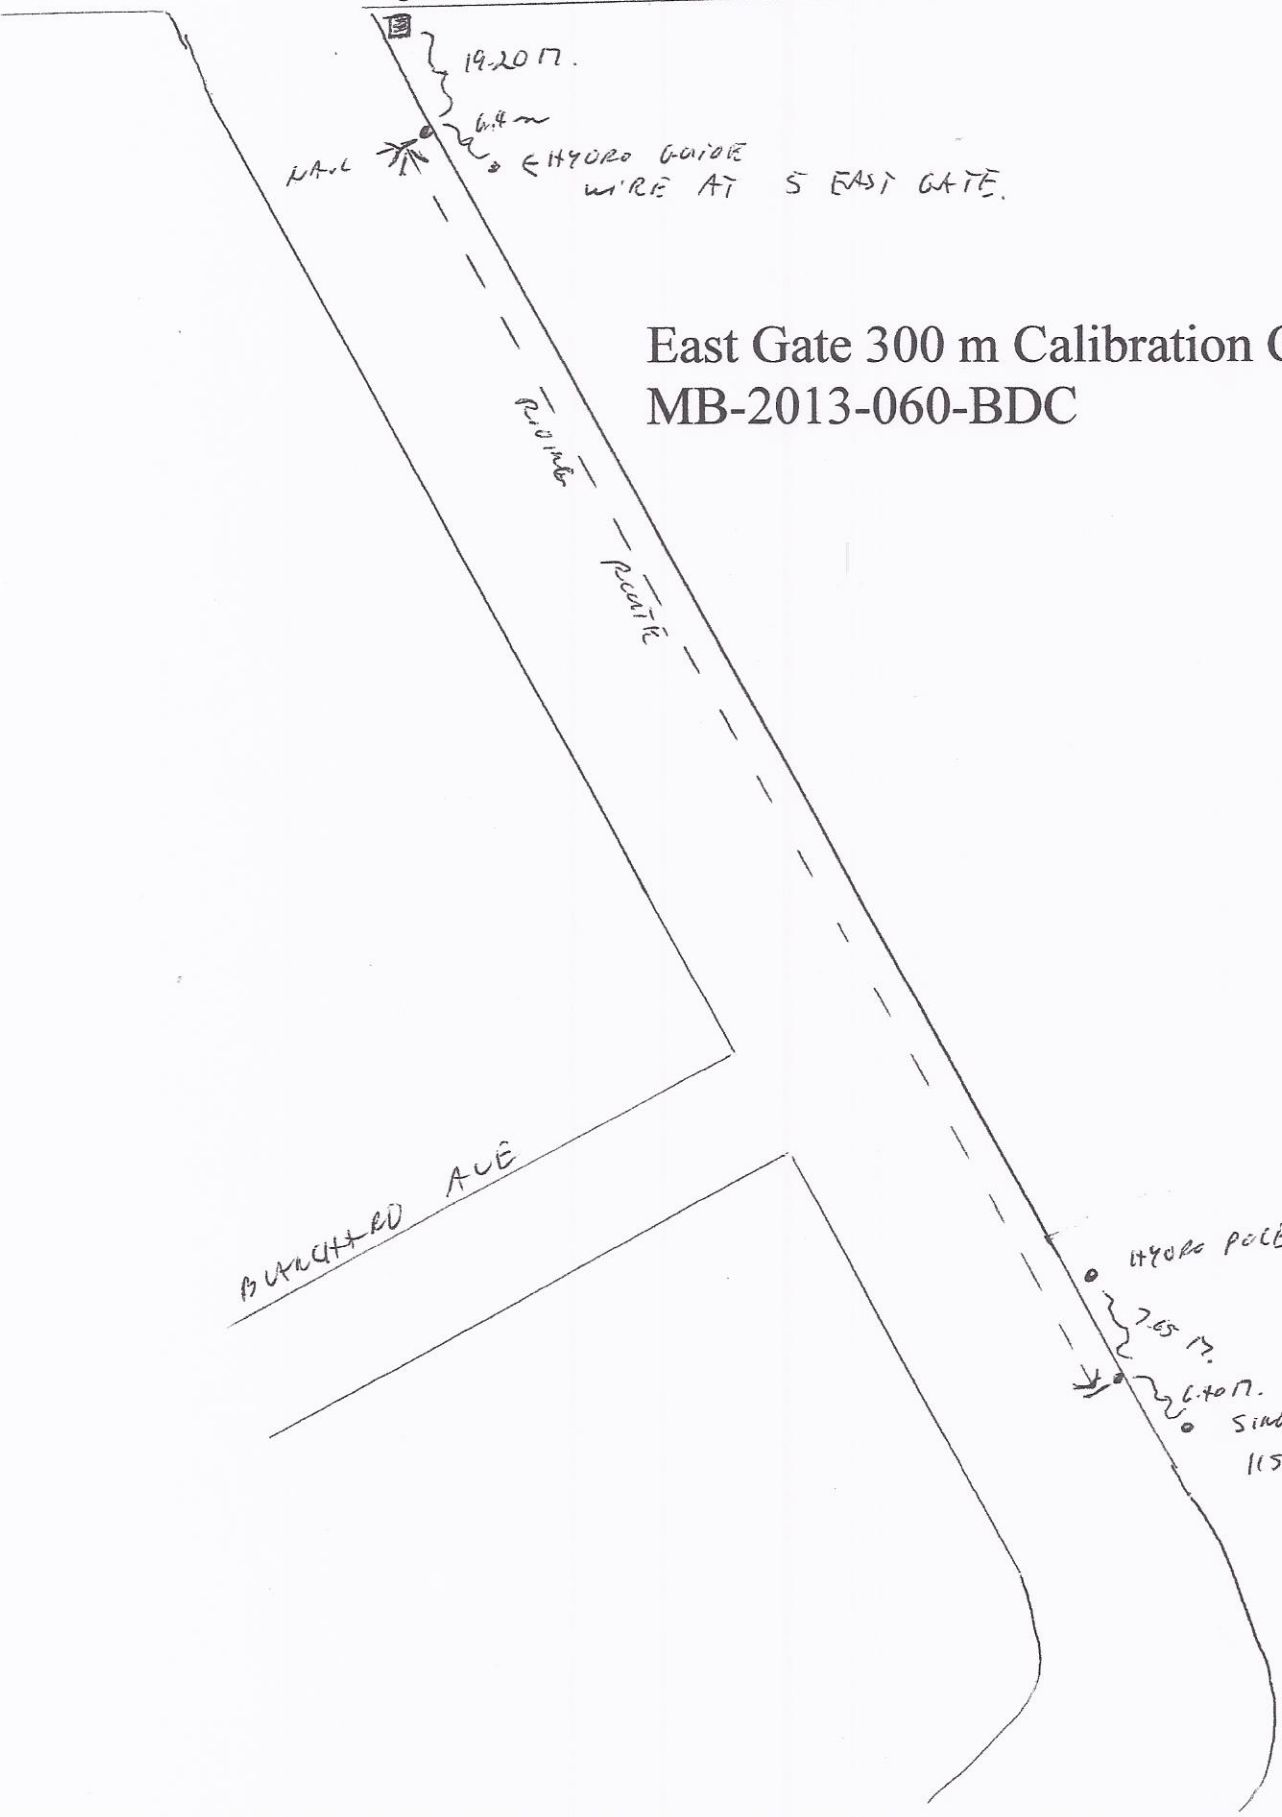 19.20 M.
6.4 m
NAIL
HYDRO GUIDE
WIRE AT 5 EAST GATE.
East Gate 300 m Calibration
MB-2013-060-BDC
RIDING
ROUTE
BLANCHARD AVE
HYDRO POLE
7.65 M.
6.40 M.